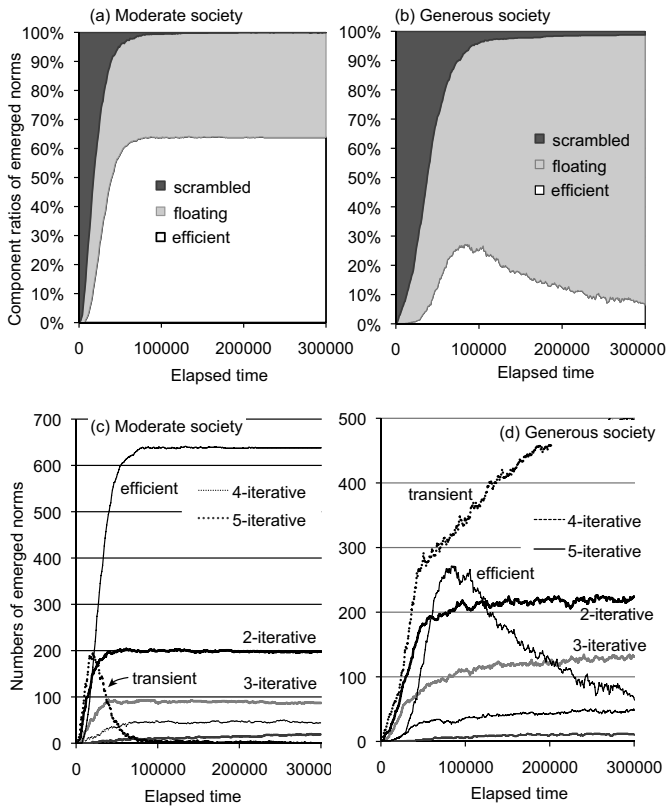 (a) Moderate society
(b) Generous society
Component ratios of emerged norms
100%
90%
80%
70%
60%
50%
40%
30%
20%
10%
0%
scrambled
floating
efficient
0 100000 200000 300000
Elapsed time
100%
90%
80%
70%
60%
50%
40%
30%
20%
10%
0%
scrambled
floating
efficient
0 100000 200000 300000
Elapsed time
Numbers of emerged norms
700
600
500
400
300
200
100
0
(c) Moderate society
efficient
4-iterative
5-iterative
2-iterative
transient
3-iterative
0 100000 200000 30000
Elapsed time
500
400
300
200
100
0
(d) Generous society
transient
4-iterative
5-iterative
efficient
2-iterative
3-iterative
0 100000 200000 300000
Elapsed time